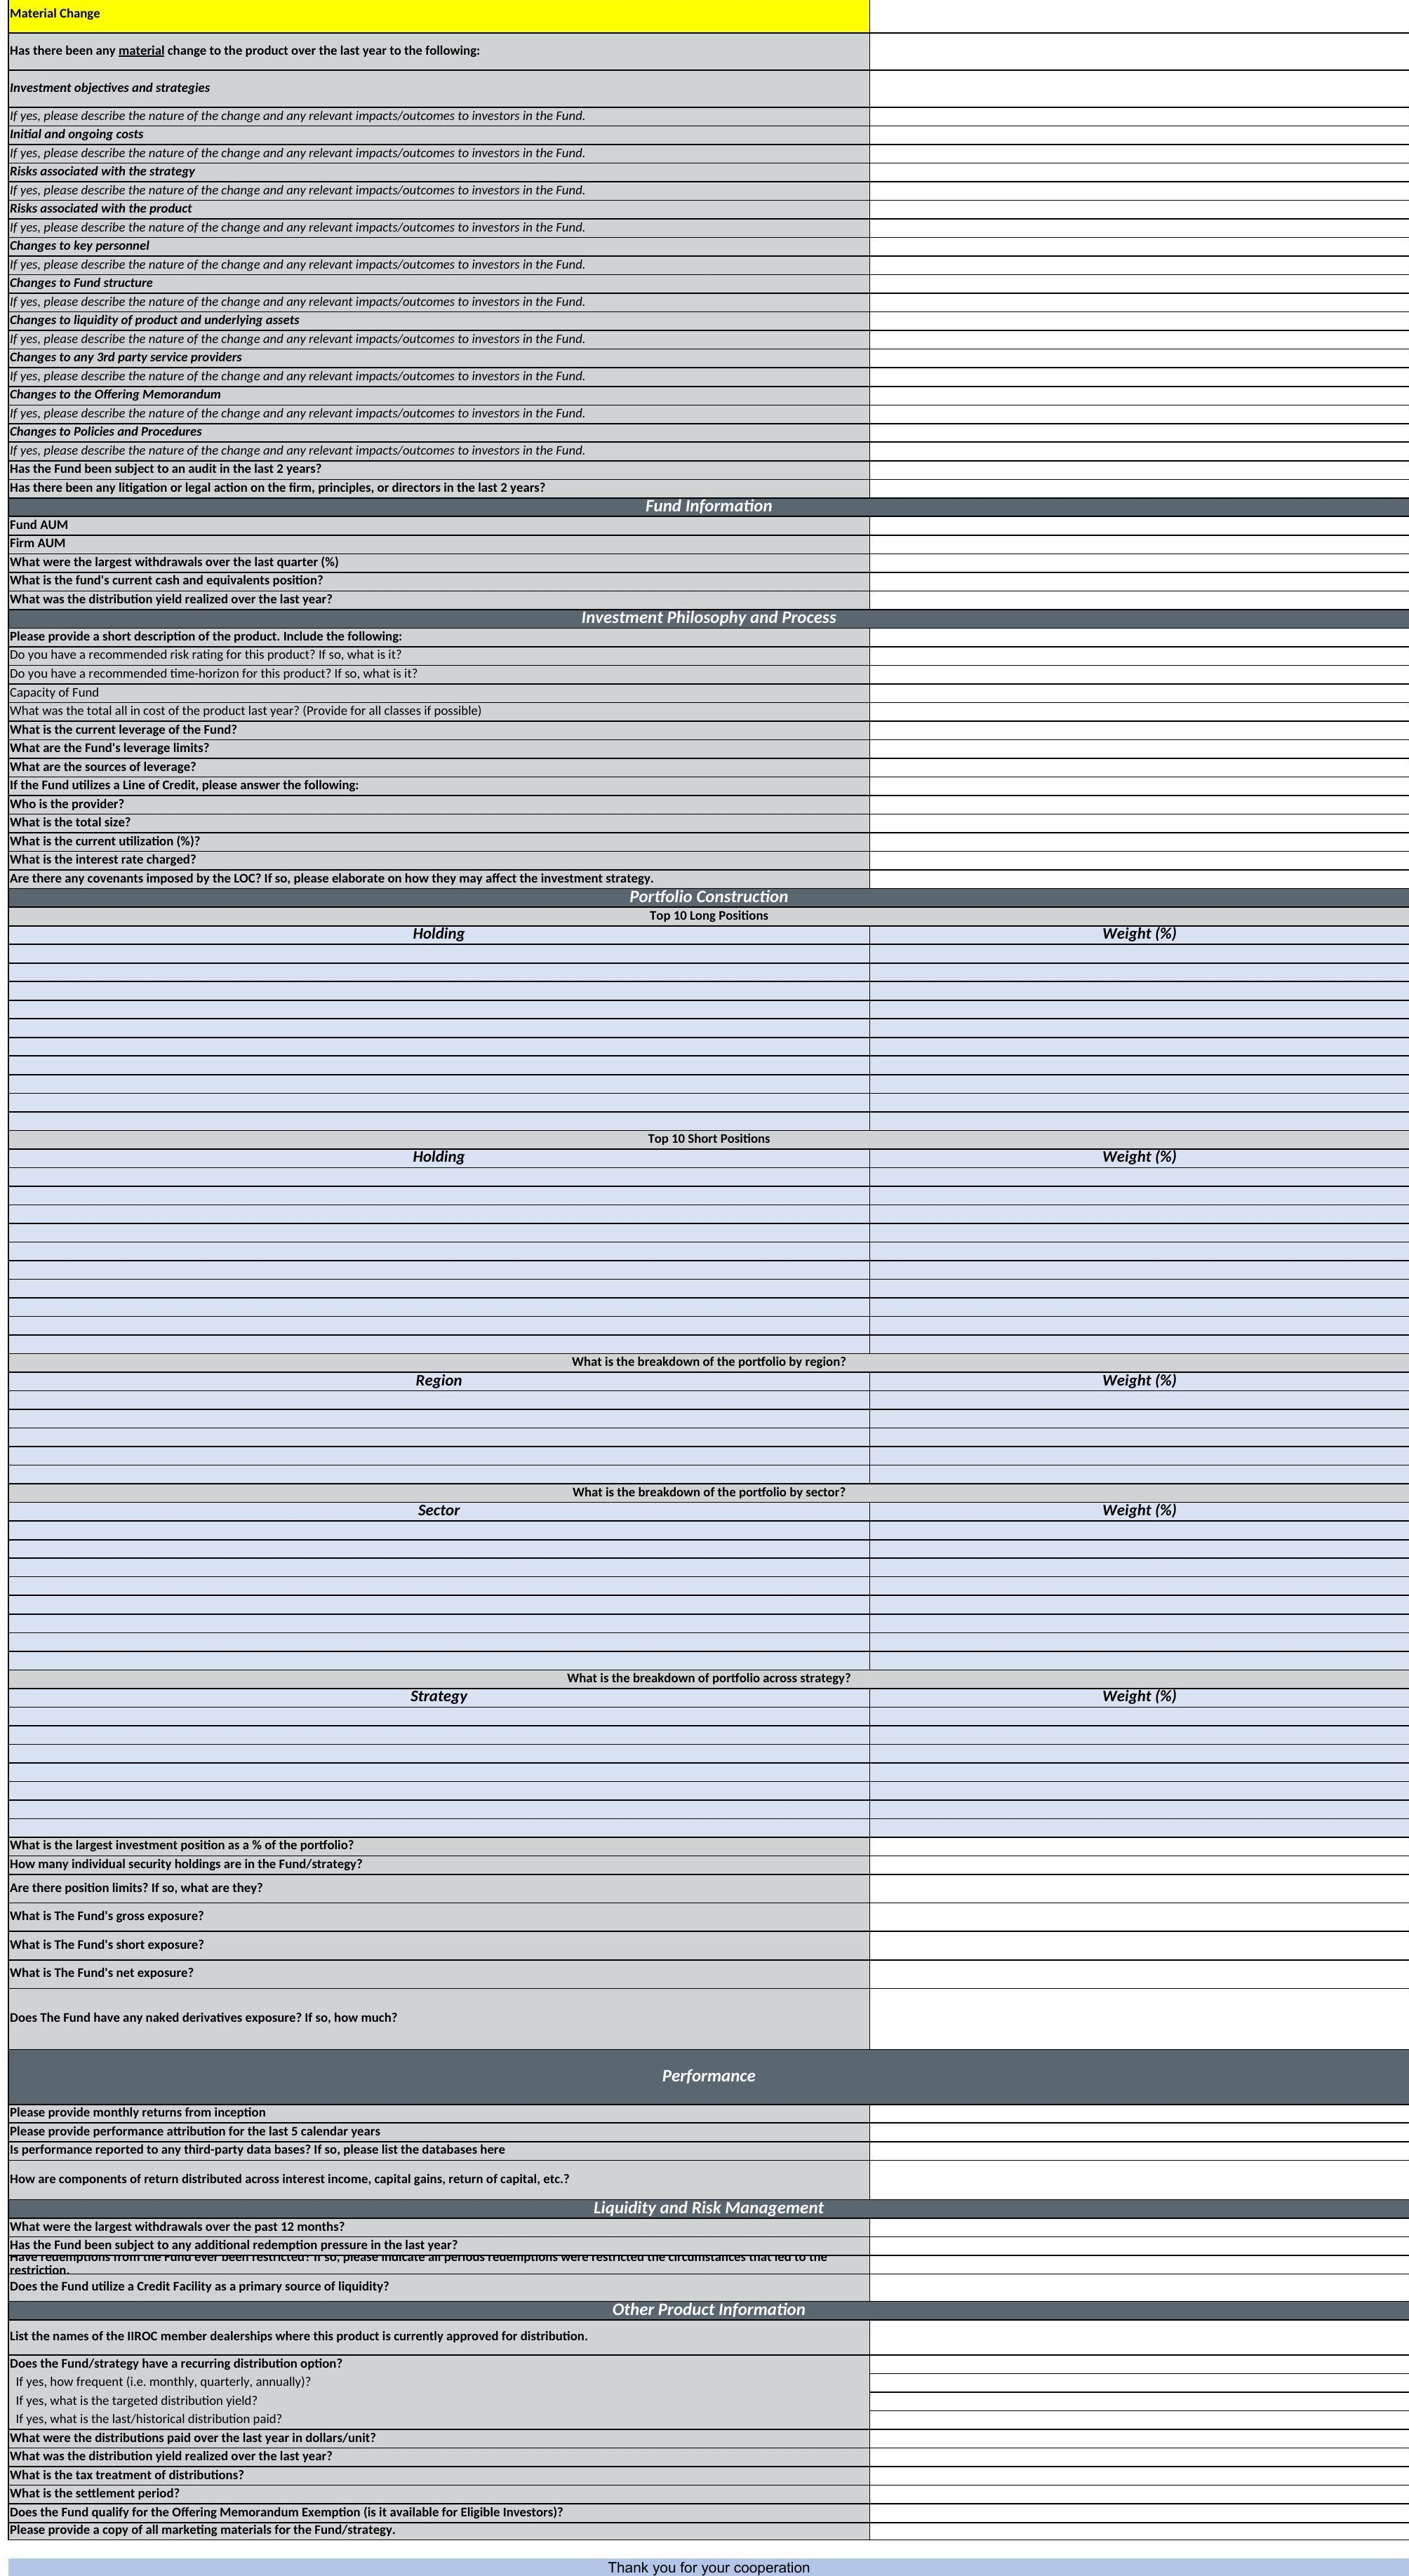 Material Change
Has there been any material change to the product over the last year to the following:
Investment objectives and strategies
If yes, please describe the nature of the change and any relevant impacts/outcomes to investors in the Fund.
Initial and ongoing costs
If yes, please describe the nature of the change and any relevant impacts/outcomes to investors in the Fund.
Risks associated with the strategy
If yes, please describe the nature of the change and any relevant impacts/outcomes to investors in the Fund.
Risks associated with the product
If yes, please describe the nature of the change and any relevant impacts/outcomes to investors in the Fund.
Changes to key personnel
If yes, please describe the nature of the change and any relevant impacts/outcomes to investors in the Fund.
Changes to Fund structure
If yes, please describe the nature of the change and any relevant impacts/outcomes to investors in the Fund.
Changes to liquidity of product and underlying assets
If yes, please describe the nature of the change and any relevant impacts/outcomes to investors in the Fund.
Changes to any 3rd party service providers
If yes, please describe the nature of the change and any relevant impacts/outcomes to investors in the Fund.
Changes to the Offering Memorandum
If yes, please describe the nature of the change and any relevant impacts/outcomes to investors in the Fund.
Changes to Policies and Procedures
If yes, please describe the nature of the change and any relevant impacts/outcomes to investors in the Fund.
Has the Fund been subject to an audit in the last 2 years?
Has there been any litigation or legal action on the firm, principles, or directors in the last 2 years?
Fund Information
Fund AUM
Firm AUM
What were the largest withdrawals over the last quarter (%)
What is the fund's current cash and equivalents position?
What was the distribution yield realized over the last year?
Investment Philosophy and Process
Please provide a short description of the product. Include the following:
Do you have a recommended risk rating for this product? If so, what is it?
Do you have a recommended time-horizon for this product? If so, what is it?
Capacity of Fund
What was the total all in cost of the product last year? (Provide for all classes if possible)
What is the current leverage of the Fund?
What are the Fund's leverage limits?
What are the sources of leverage?
If the Fund utilizes a Line of Credit, please answer the following:
Who is the provider?
What is the total size?
What is the current utilization (%)?
What is the interest rate charged?
Are there any covenants imposed by the LOC? If so, please elaborate on how they may affect the investment strategy.
Portfolio Construction
Top 10 Long Positions
Holding Weight (%)
Top 10 Short Positions
Holding Weight (%)
What is the breakdown of the portfolio by region?
Region Weight (%)
What is the breakdown of the portfolio by sector?
Sector Weight (%)
What is the breakdown of portfolio across strategy?
Strategy Weight (%)
What is the largest investment position as a % of the portfolio?
How many individual security holdings are in the Fund/strategy?
Are there position limits? If so, what are they?
What is The Fund's gross exposure?
What is The Fund's short exposure?
What is The Fund's net exposure?
Does The Fund have any naked derivatives exposure? If so, how much?
Performance
Please provide monthly returns from inception
Please provide performance attribution for the last 5 calendar years
Is performance reported to any third-party data bases? If so, please list the databases here
How are components of return distributed across interest income, capital gains, return of capital, etc.?
Liquidity and Risk Management
What were the largest withdrawals over the past 12 months?
Has the Fund been subject to any additional redemption pressure in the last year?
Have redemptions from the Fund ever been restricted? If so, please indicate all periods redemptions were restricted the circumstances that led to the
restriction.
Does the Fund utilize a Credit Facility as a primary source of liquidity?
Other Product Information
List the names of the IIROC member dealerships where this product is currently approved for distribution.
Does the Fund/strategy have a recurring distribution option?
If yes, how frequent (i.e. monthly, quarterly, annually)?
If yes, what is the targeted distribution yield?
If yes, what is the last/historical distribution paid?
What were the distributions paid over the last year in dollars/unit?
What was the distribution yield realized over the last year?
What is the tax treatment of distributions?
What is the settlement period?
Does the Fund qualify for the Offering Memorandum Exemption (is it available for Eligible Investors)?
Please provide a copy of all marketing materials for the Fund/strategy.
Thank you for your cooperation